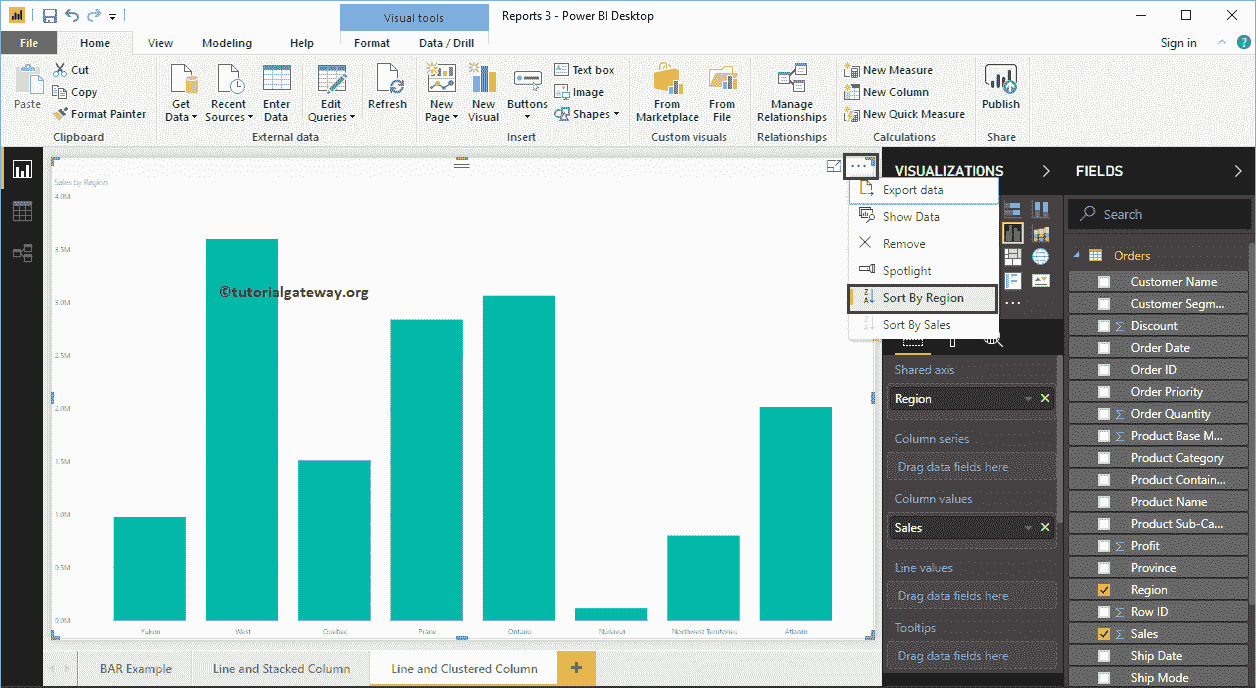 Visual tools
Reports 3 - Power BI Desktop
File
Home
View
Modeling
Help
Format
Data / Drill
Sign in
Paste
Cut
Copy
Format Painter
Clipboard
Get Data
Recent Sources
Enter Data
Edit Queries
External data
Refresh
New Page
New Visual
Buttons
Text box
Image
Shapes
Insert
From Marketplace
From File
Custom visuals
Manage Relationships
Relationships
New Measure
New Column
New Quick Measure
Calculations
Publish
Share
Sales by Region
4.0M
3.5M
3.0M
2.5M
2.0M
1.5M
1.0M
0.5M
0.0M
©tutorialgateway.org
Yukon
West
Quebec
Prarie
Ontario
Nunavut
Northwest Territories
Atlantic
Export data
Show Data
Remove
Spotlight
Sort By Region
Sort By Sales
VISUALIZATIONS
Shared axis
Region
Column series
Drag data fields here
Column values
Sales
Line values
Drag data fields here
Tooltips
Drag data fields here
FIELDS
Search
Orders
Customer Name
Customer Segm...
Discount
Order Date
Order ID
Order Priority
Order Quantity
Product Base M...
Product Category
Product Contain...
Product Name
Product Sub-Ca...
Profit
Province
Region
Row ID
Sales
Ship Date
Ship Mode
BAR Example
Line and Stacked Column
Line and Clustered Column